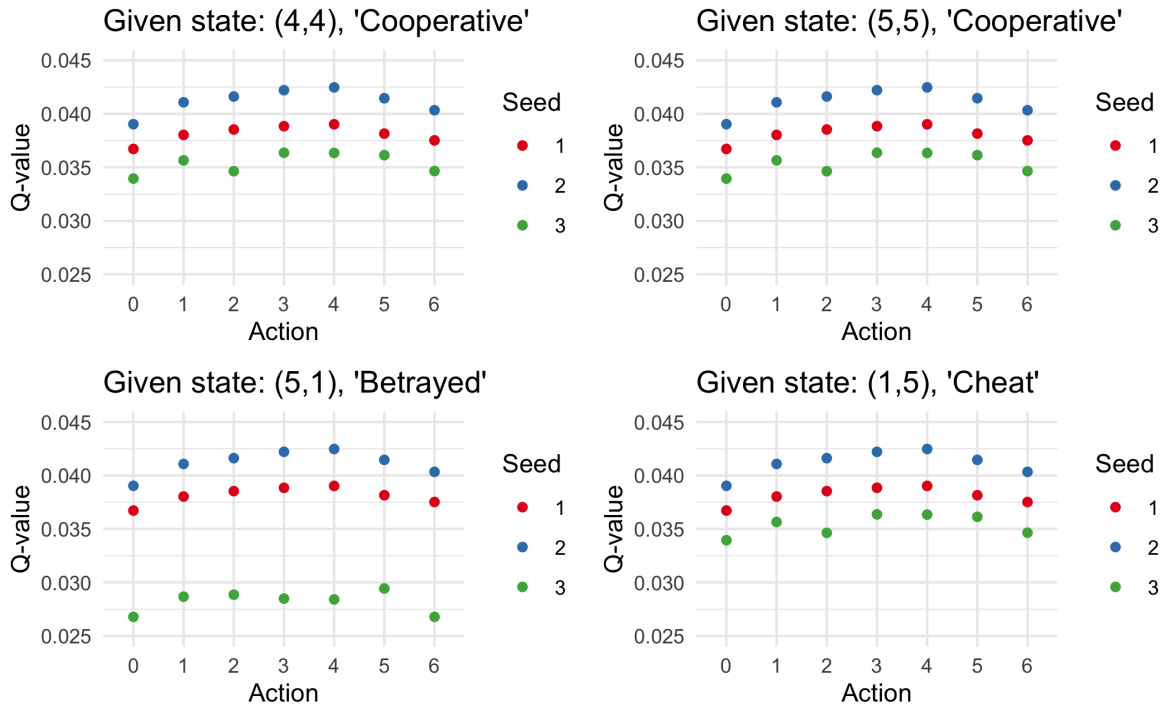 Given state: (4,4), 'Cooperative'
0.045
0.040
0.035
0.030
0.025
Q-value
0 1 2 3 4 5 6
Action
Seed
1
2
3
Given state: (5,5), 'Cooperative'
0.045
0.040
0.035
0.030
0.025
Q-value
0 1 2 3 4 5 6
Action
Seed
1
2
3
Given state: (5,1), 'Betrayed'
0.045
0.040
0.035
0.030
0.025
Q-value
0 1 2 3 4 5 6
Action
Seed
1
2
3
Given state: (1,5), 'Cheat'
0.045
0.040
0.035
0.030
0.025
Q-value
0 1 2 3 4 5 6
Action
Seed
1
2
3